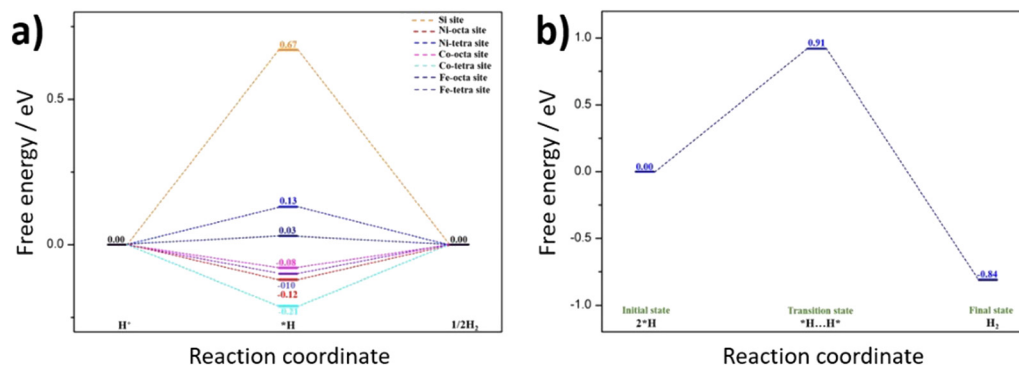 a)
Free energy / eV
0.5
0.0
Si site
Ni-octa site
Ni-tetra site
Co-octa site
Co-tetra site
Fe-octa site
Fe-tetra site
0.67
0.13
0.03
0.00
0.00
-0.08
-010
-0.12
-0.21
H⁺
*H
1/2H₂
Reaction coordinate
b)
Free energy / eV
1.0
0.5
0.0
-0.5
-1.0
0.91
0.00
-0.84
Initial state
Transition state
Final state
2*H
*H...H*
H₂
Reaction coordinate